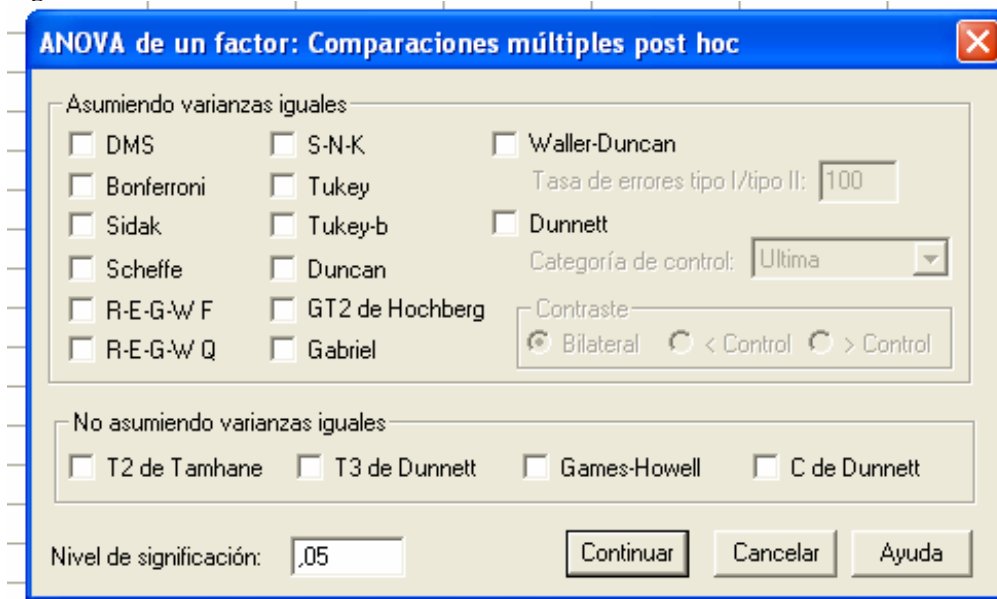 ANOVA de un factor: Comparaciones múltiples post hoc
Asumiendo varianzas iguales
DMS
S-N-K
Waller-Duncan
Bonferroni
Tukey
Tasa de errores tipo I/tipo II: 100
Sidak
Tukey-b
Dunnett
Scheffe
Duncan
Categoría de control: Ultima
R-E-G-W F
GT2 de Hochberg
Contraste
R-E-G-W Q
Gabriel
Bilateral < Control > Control
No asumiendo varianzas iguales
T2 de Tamhane T3 de Dunnett Games-Howell C de Dunnett
Nivel de significación: ,05 Continuar Cancelar Ayuda